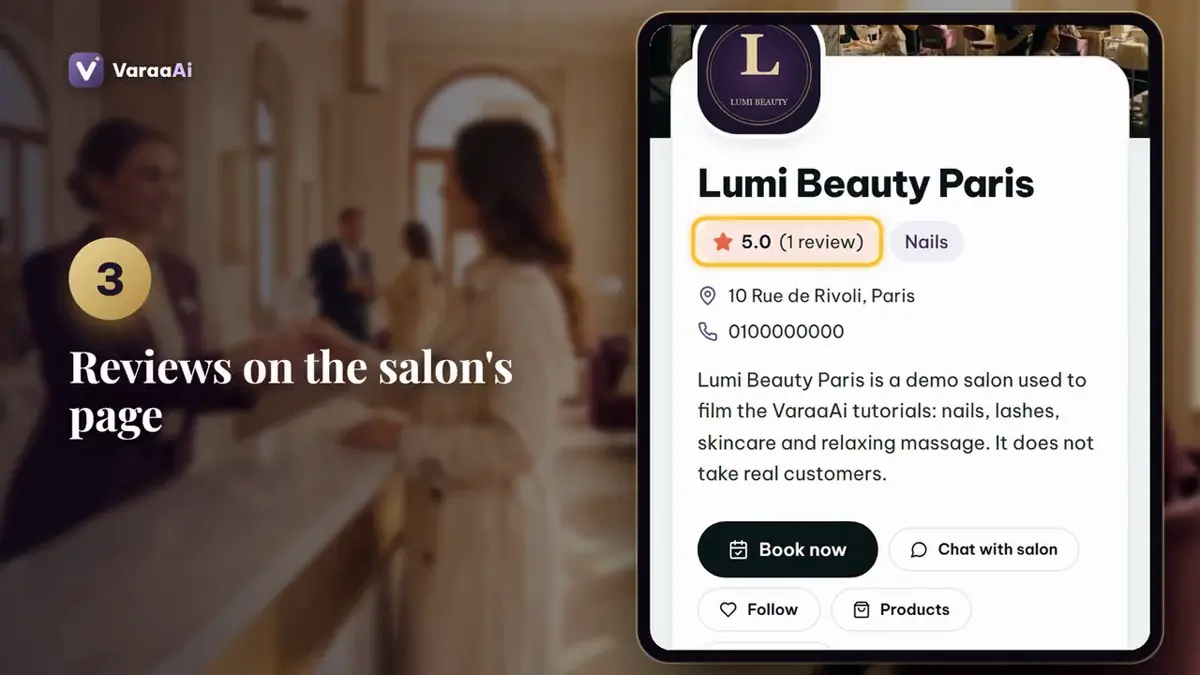 VaraaAi
3
Reviews on the salon's
page
L
LUMI BEAUTY
Lumi Beauty Paris
5.0 (1 review)
Nails
10 Rue de Rivoli, Paris
0100000000
Lumi Beauty Paris is a demo salon used to
film the VaraaAi tutorials: nails, lashes,
skincare and relaxing massage. It does not
take real customers.
Book now
Chat with salon
Follow
Products